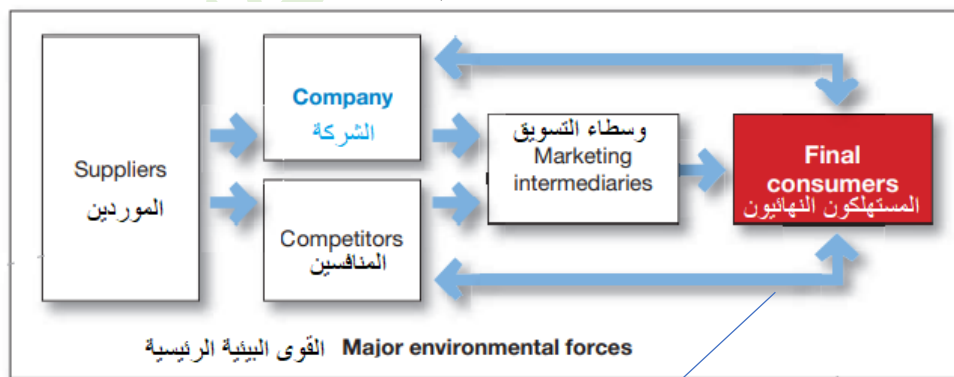 Suppliers
الموردين
Company
الشركة
Competitors
المنافسين
وسطاء التسويق
Marketing
intermediaries
Final
consumers
المستهلكون النهائيون
القوى البيئية الرئيسية Major environmental forces